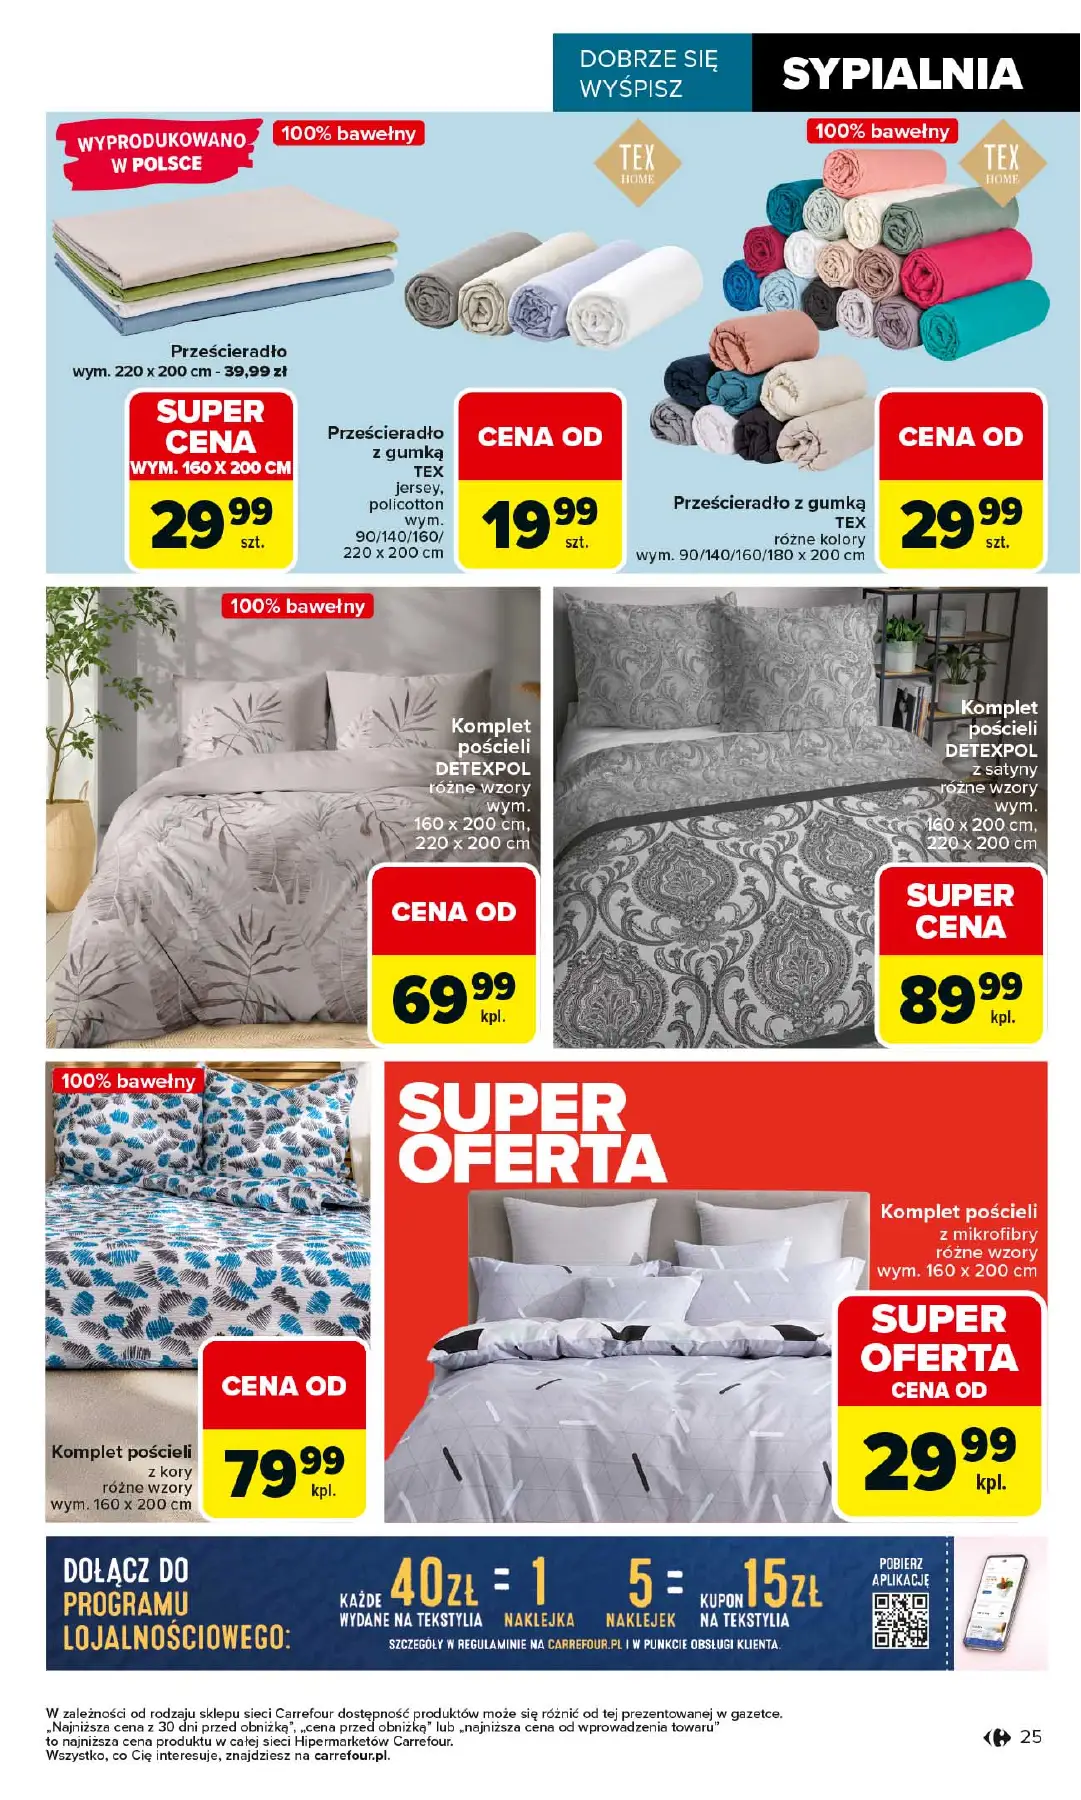 DOBRZE SIĘ
WYŚPISZ
SYPIALNIA
WYPRODUKOWANO
W POLSCE
100% bawełny
TEX
HOME
100% bawełny
TEX
HOME
Prześcieradło
wym. 220 x 200 cm - 39,99 zł
SUPER
CENA
WYM. 160 X 200 CM
29 99
szt.
Prześcieradło
z gumką
TEX
jersey,
policotton
wym.
90/140/160/
220 x 200 cm
CENA OD
19 99
szt.
Prześcieradło z gumką
TEX
różne kolory
wym. 90/140/160/180 x 200 cm
CENA OD
29 99
szt.
100% bawełny
Komplet
pościeli
DETEXPOL
różne wzory
wym.
160 x 200 cm,
220 x 200 cm
CENA OD
69 99
kpl.
Komplet
pościeli
DETEXPOL
z satyny
różne wzory
wym.
160 x 200 cm,
220 x 200 cm
SUPER
CENA
89 99
kpl.
100% bawełny
Komplet pościeli
z kory
różne wzory
wym. 160 x 200 cm
CENA OD
79 99
kpl.
SUPER
OFERTA
Komplet pościeli
z mikrofibry
różne wzory
wym. 160 x 200 cm
SUPER
OFERTA
CENA OD
29 99
kpl.
DOŁĄCZ DO
PROGRAMU
LOJALNOŚCIOWEGO:
KAŻDE 40ZŁ = 1 5 = KUPON 15ZŁ
WYDANE NA TEKSTYLIA NAKLEJKA NAKLEJEK NA TEKSTYLIA
SZCZEGÓŁY W REGULAMINIE NA CARREFOUR.PL I W PUNKCIE OBSŁUGI KLIENTA.
POBIERZ
APLIKACJĘ
W zależności od rodzaju sklepu sieci Carrefour dostępność produktów może się różnić od tej prezentowanej w gazetce.
„Najniższa cena z 30 dni przed obniżką”, „cena przed obniżką” lub „najniższa cena od wprowadzenia towaru”
to najniższa cena produktu w całej sieci Hipermarketów Carrefour.
Wszystko, co Cię interesuje, znajdziesz na carrefour.pl.
25